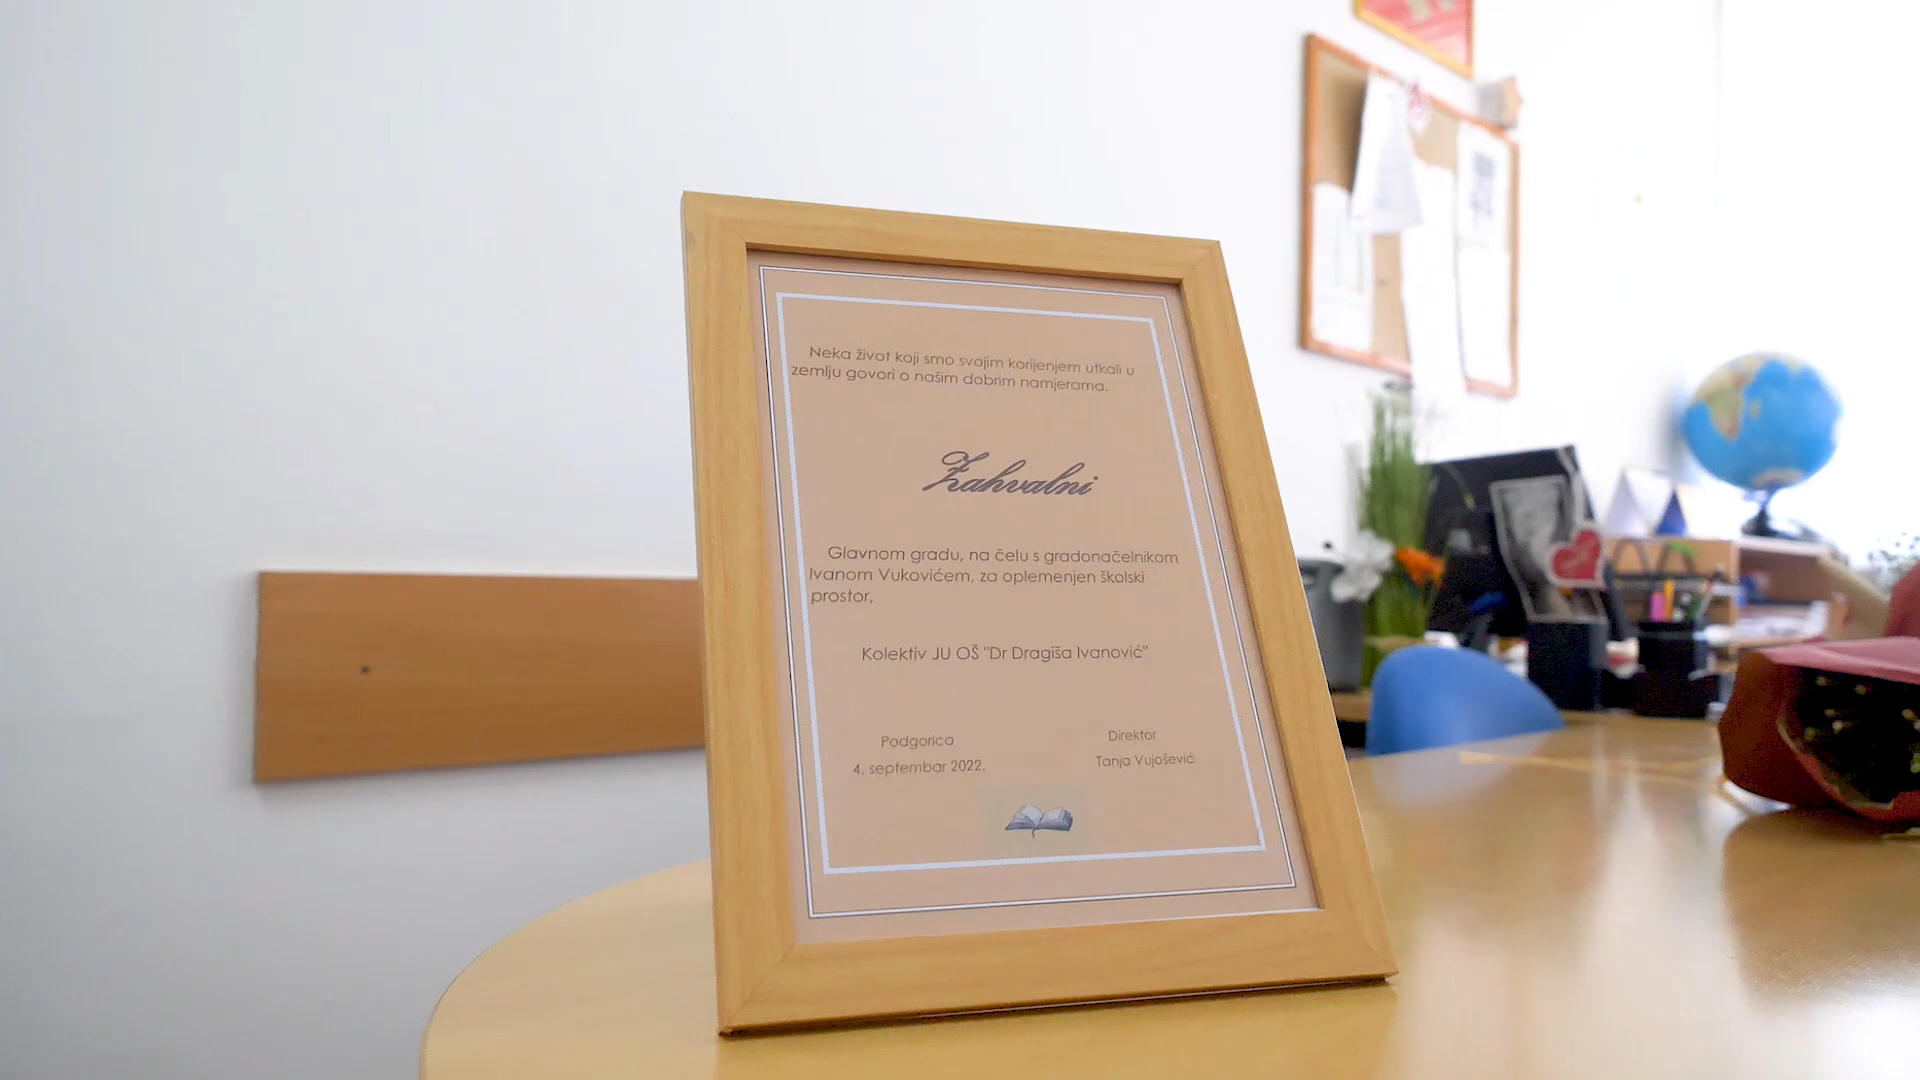 Neka život koji smo svojim korijenjem utkali u
zemlju govori o našim dobrim namjerama.
Zahvalni
Glavnom gradu, na čelu s gradonačelnikom
Ivanom Vukovićem, za oplemenjen školski
prostor,
Kolektiv JU OŠ "Dr Dragiša Ivanović"
Podgorica
4. septembar 2022.
Direktor
Tanja Vujošević